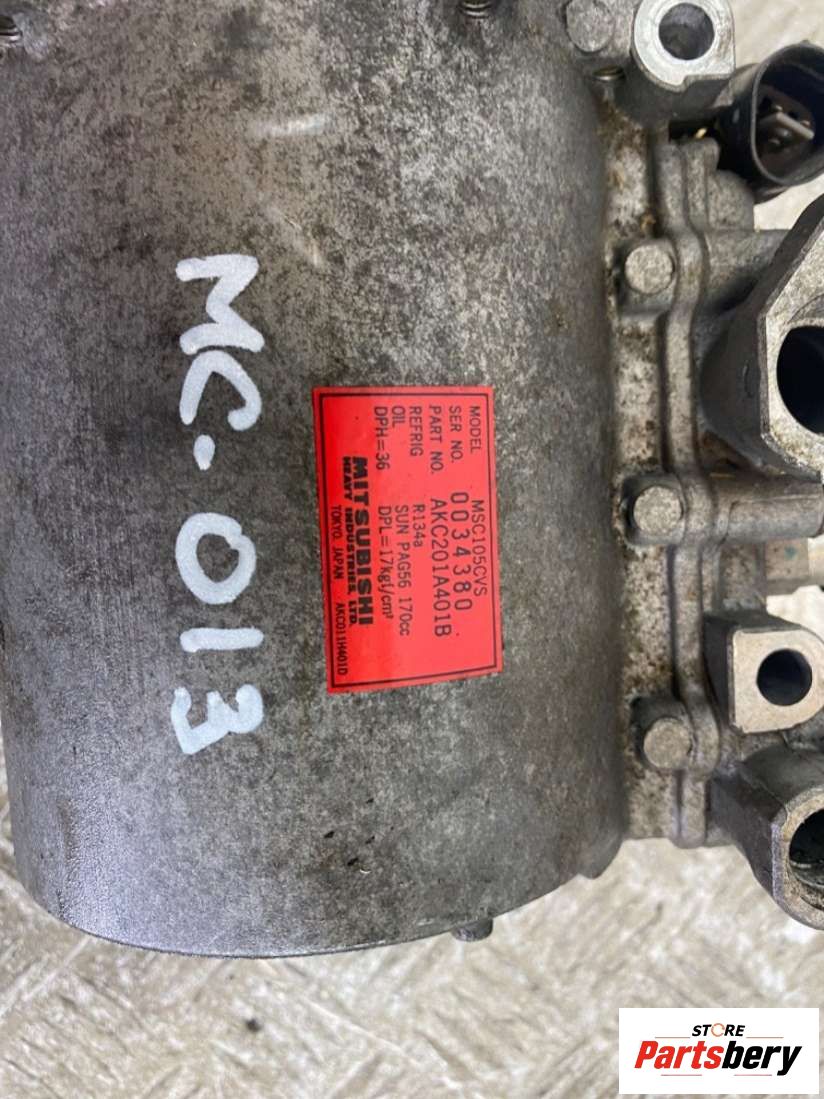 MC-013
MODEL MSC105CVS
SER NO. 0034380
PART NO. AKC201A401B
REFRIG R134a
OIL SUN PAG56 170cc
DPH=36 DPL=17kgf/cm²
MITSUBISHI
HEAVY INDUSTRIES, LTD.
TOKYO, JAPAN AKC011H401D
STORE
Partsbery